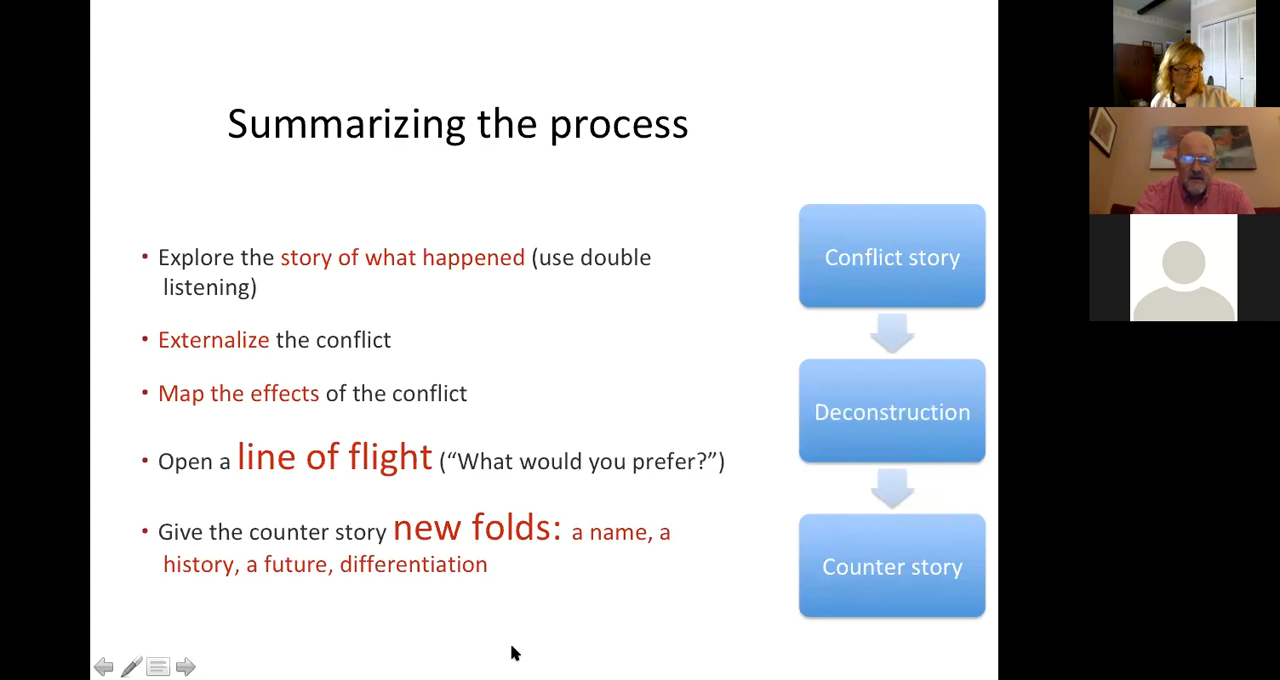 Summarizing the process
• Explore the story of what happened (use double
listening)
• Externalize the conflict
• Map the effects of the conflict
• Open a line of flight (“What would you prefer?”)
• Give the counter story new folds: a name, a
history, a future, differentiation
Conflict story
Deconstruction
Counter story